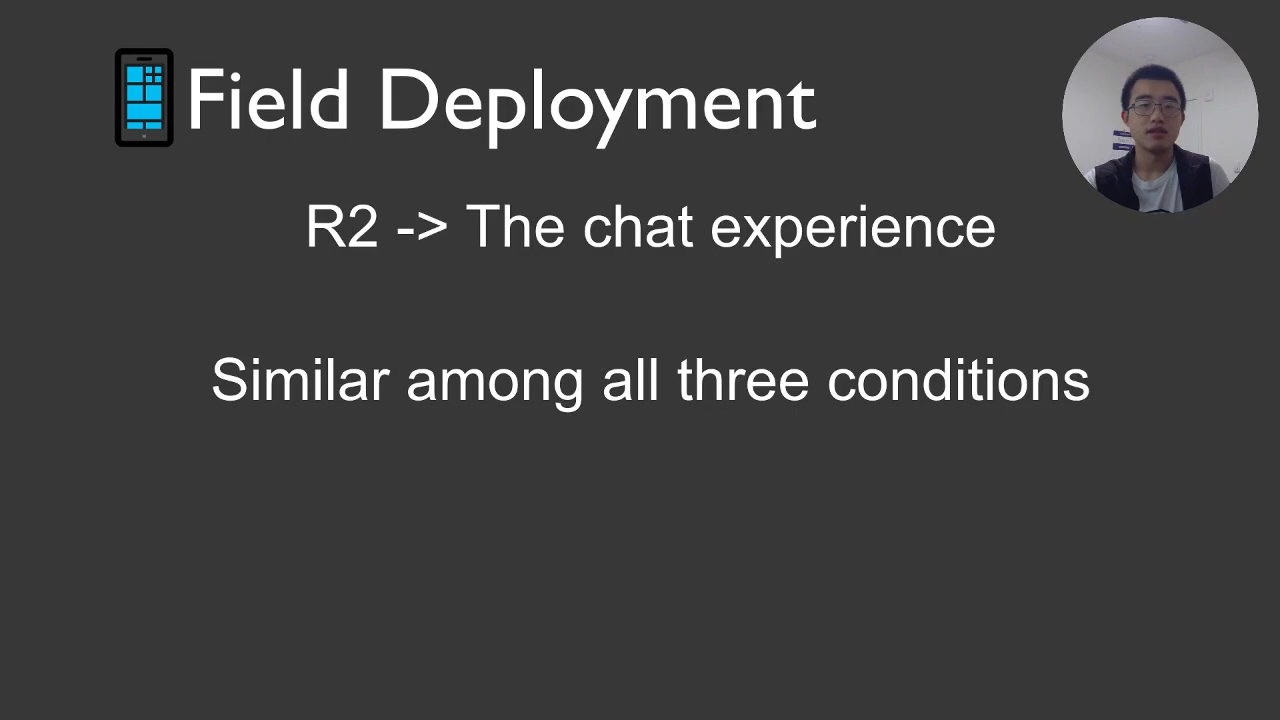 Field Deployment
R2 -> The chat experience
Similar among all three conditions